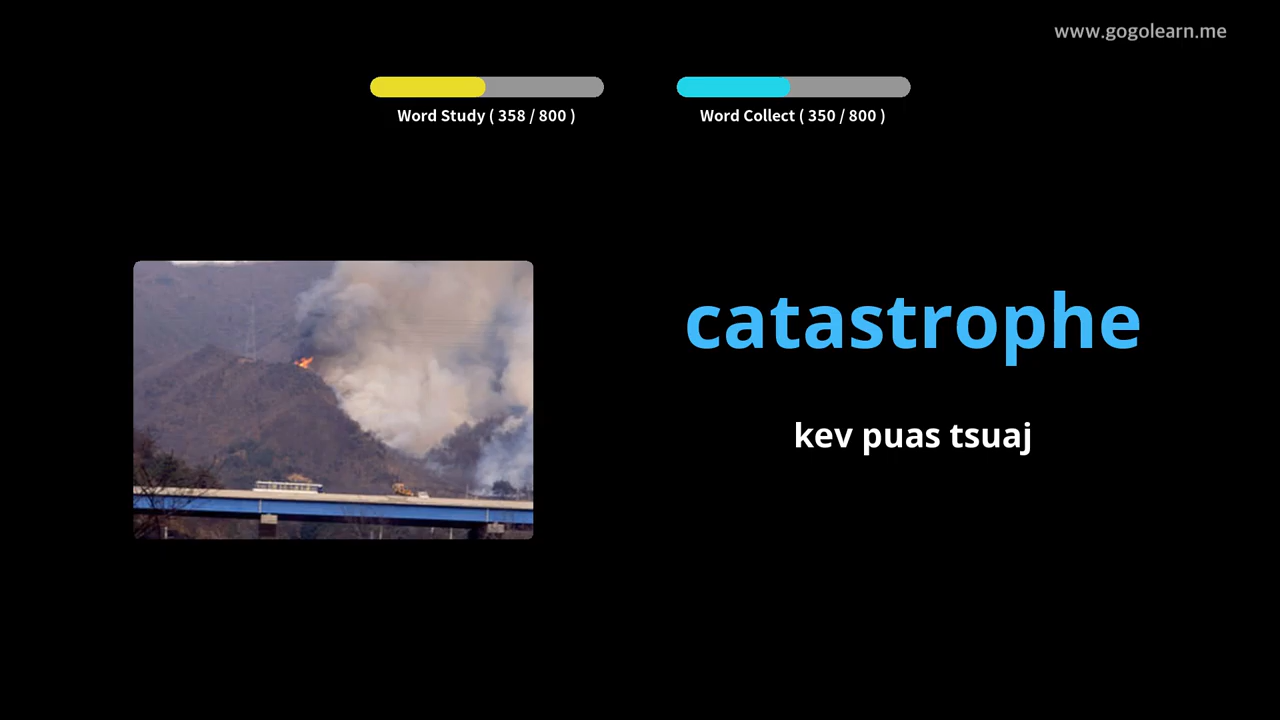 www.gogolearn.me
Word Study ( 358 / 800 )
Word Collect ( 350 / 800 )
catastrophe
kev puas tsuaj